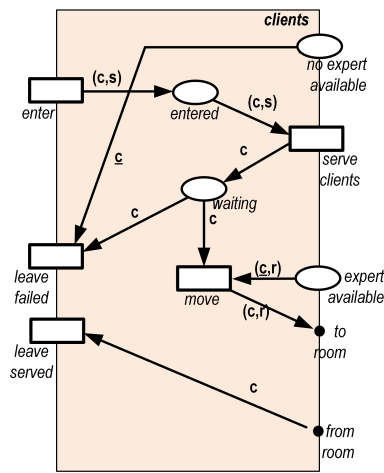 clients
no expert
available
(c,s)
enter
entered
(c,s)
serve
clients
c
c
waiting
c
c
leave
failed
(c,r)
expert
available
move
(c,r)
to
room
leave
served
c
from
room